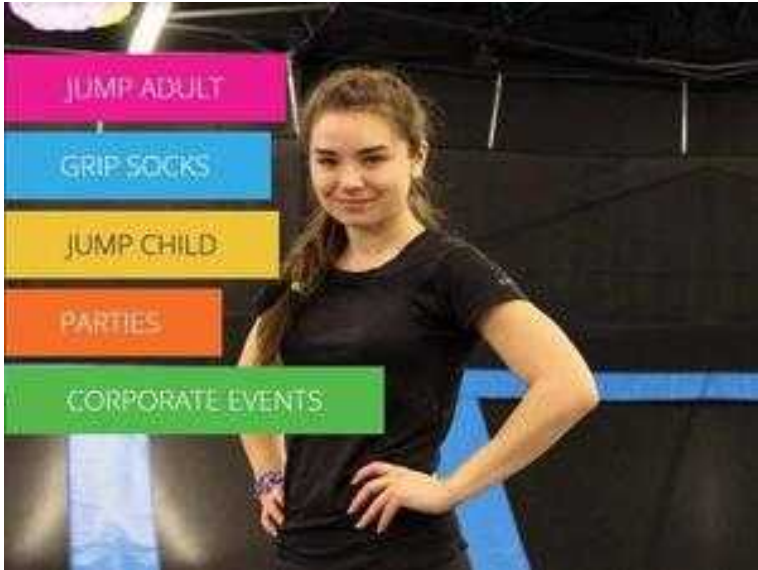 JUMP ADULT
GRIP SOCKS
JUMP CHILD
PARTIES
CORPORATE EVENTS